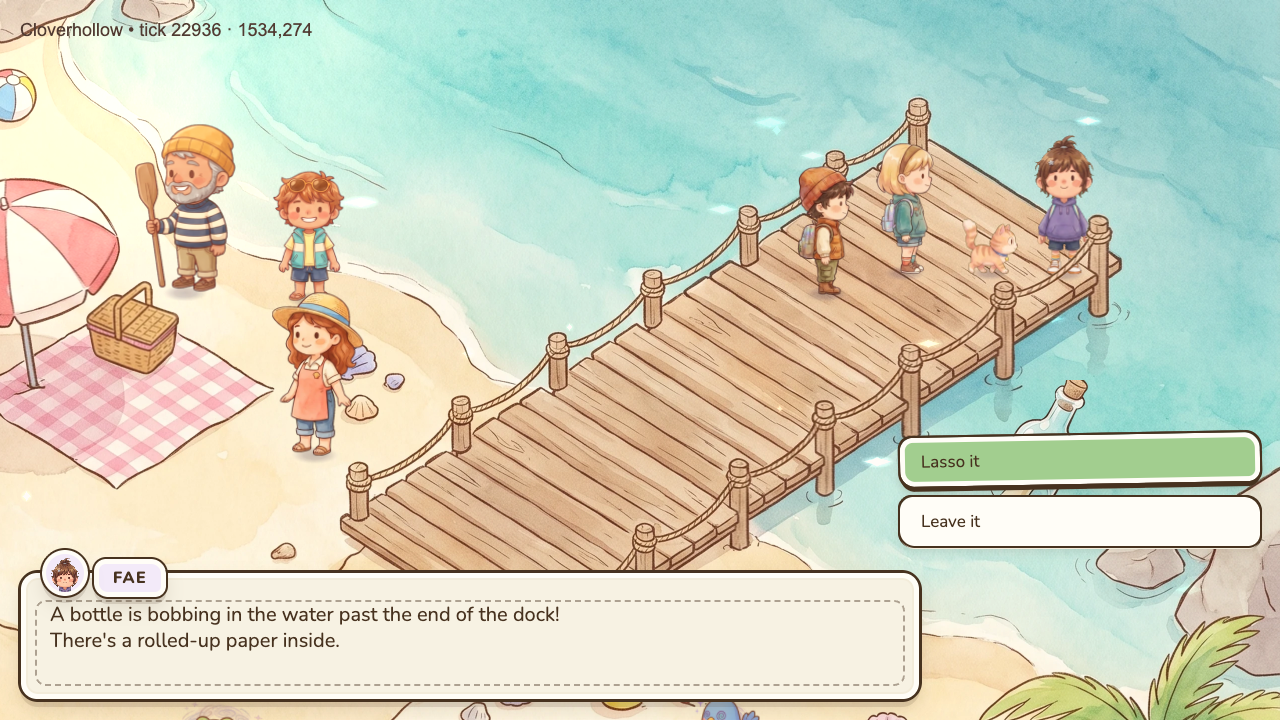 Cloverhollow • tick 22936 · 1534,274
Lasso it
Leave it
FAE
A bottle is bobbing in the water past the end of the dock!
There's a rolled-up paper inside.